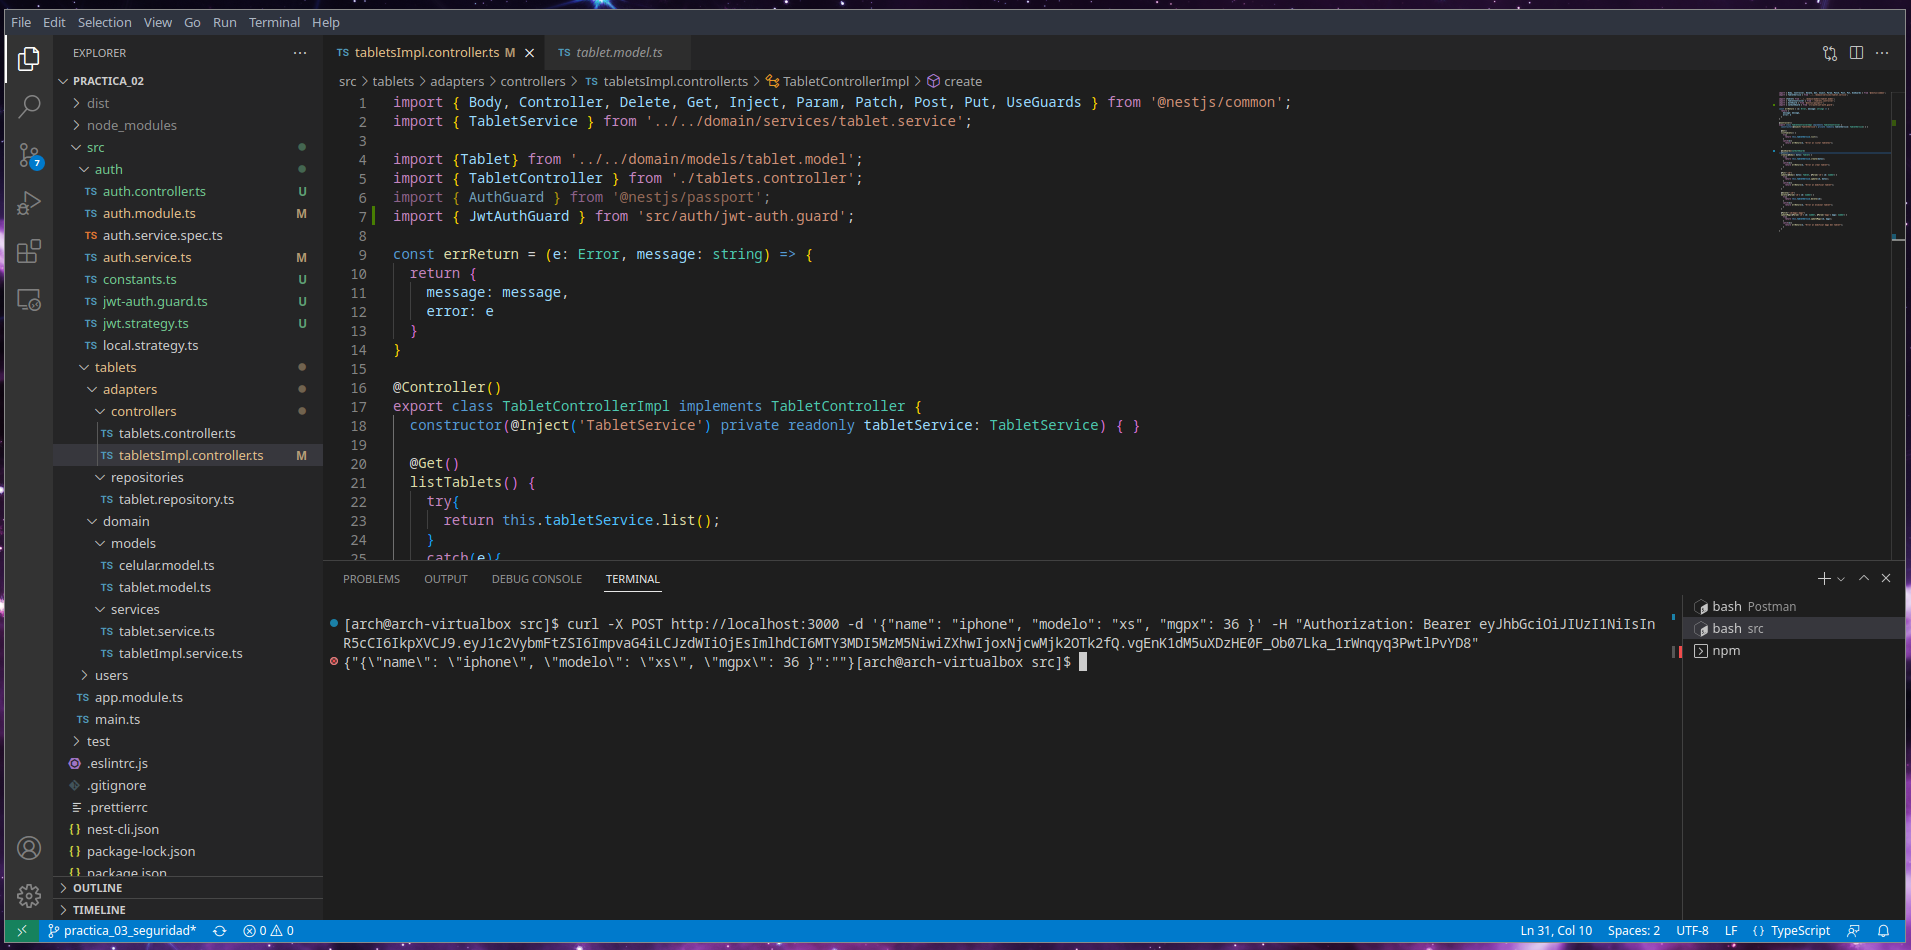 File Edit Selection View Go Run Terminal Help
EXPLORER
PRACTICA_02
dist
node_modules
src
auth
auth.controller.ts U
auth.module.ts M
auth.service.spec.ts
auth.service.ts M
constants.ts U
jwt-auth.guard.ts U
jwt.strategy.ts U
local.strategy.ts
tablets
adapters
controllers
tablets.controller.ts
tabletsImpl.controller.ts M
repositories
tablet.repository.ts
domain
models
celular.model.ts
tablet.model.ts
services
tablet.service.ts
tabletImpl.service.ts
users
app.module.ts
main.ts
test
.eslintrc.js
.gitignore
.prettierrc
nest-cli.json
package-lock.json
package.json
OUTLINE
TIMELINE
7
TS tabletsImpl.controller.ts M
TS tablet.model.ts
src > tablets > adapters > controllers > TS tabletsImpl.controller.ts > TabletControllerImpl > create
1 import { Body, Controller, Delete, Get, Inject, Param, Patch, Post, Put, UseGuards } from '@nestjs/common';
2 import { TabletService } from '../../domain/services/tablet.service';
3
4 import {Tablet} from '../../domain/models/tablet.model';
5 import { TabletController } from './tablets.controller';
6 import { AuthGuard } from '@nestjs/passport';
7 import { JwtAuthGuard } from 'src/auth/jwt-auth.guard';
8
9 const errReturn = (e: Error, message: string) => {
10 return {
11 message: message,
12 error: e
13 }
14 }
15
16 @Controller()
17 export class TabletControllerImpl implements TabletController {
18 constructor(@Inject('TabletService') private readonly tabletService: TabletService) { }
19
20 @Get()
21 listTablets() {
22 try{
23 return this.tabletService.list();
24 }
25 catch(e){
PROBLEMS OUTPUT DEBUG CONSOLE TERMINAL
[arch@arch-virtualbox src]$ curl -X POST http://localhost:3000 -d '{"name": "iphone", "modelo": "xs", "mgpx": 36 }' -H "Authorization: Bearer eyJhbGciOiJIUzI1NiIsIn
R5cCI6IkpXVCJ9.eyJ1c2VybmFtZSI6ImpvaG4iLCJzdWIiOjEsImlhdCI6MTY3MDI5MzM5NiwiZXhwIjoxNjcwMjk2OTk2fQ.vgEnK1dM5uXDzHE0F_Ob07Lka_1rWnqyq3PwtlPvYD8"
{"{\"name\": \"iphone\", \"modelo\": \"xs\", \"mgpx\": 36 }":""}[arch@arch-virtualbox src]$
bash Postman
bash src
npm
practica_03_seguridad* 0 0
Ln 31, Col 10 Spaces: 2 UTF-8 LF { } TypeScript